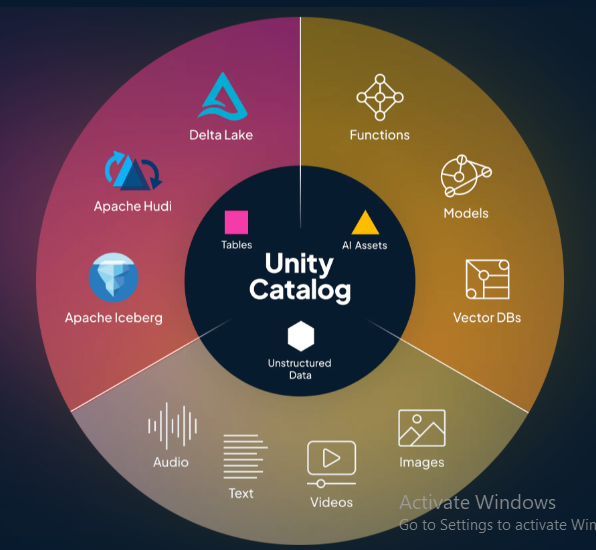 Delta Lake
Functions
Apache Hudi
Models
Tables
AI Assets
Unity
Catalog
Apache Iceberg
Vector DBs
Unstructured
Data
Audio
Text
Videos
Images
Activate Windows
Go to Settings to activate Win